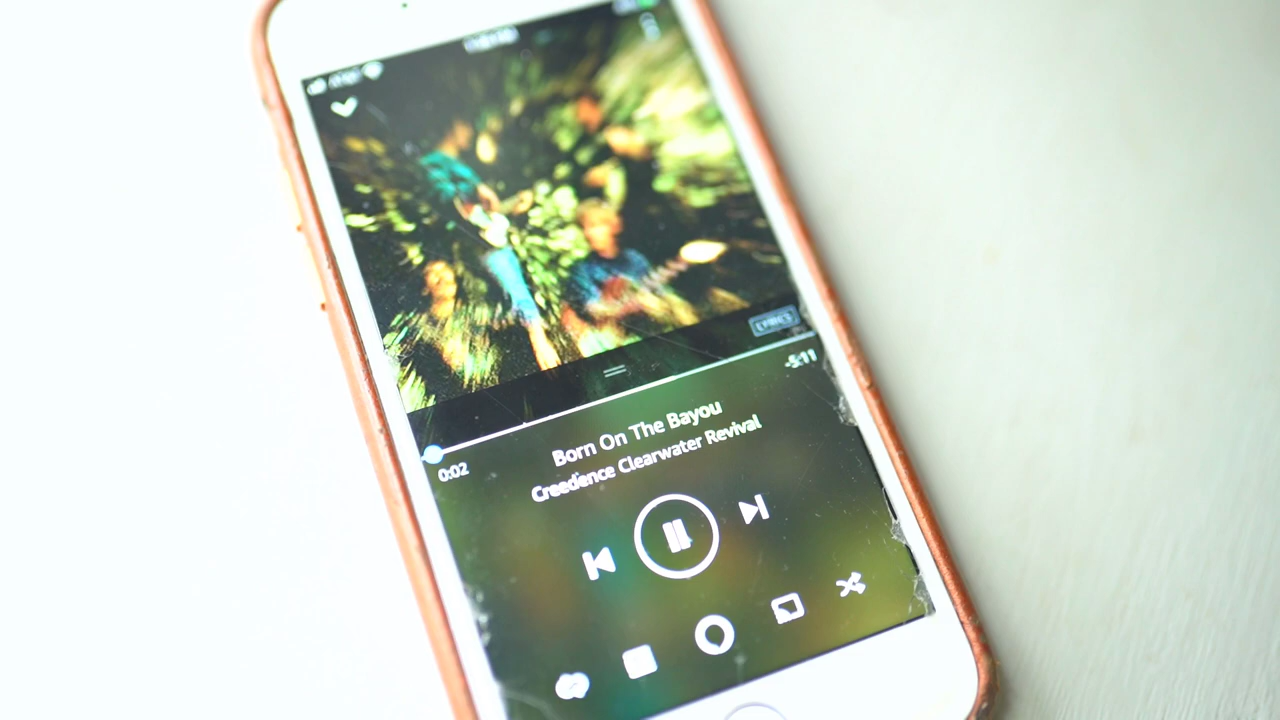 LYRICS
-5:11
0:02
Born On The Bayou
Creedence Clearwater Revival